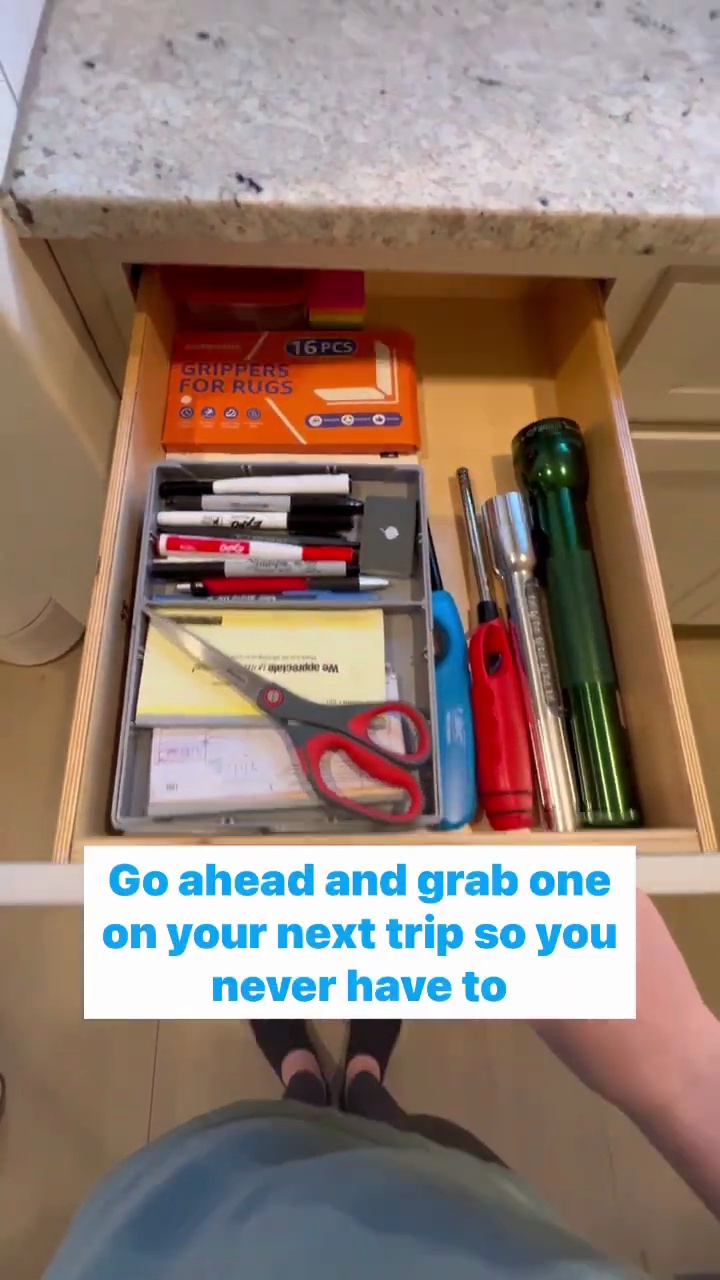 16 PCS
GRIPPERS
FOR RUGS
EXPO
We appreciate
Go ahead and grab one
on your next trip so you
never have to